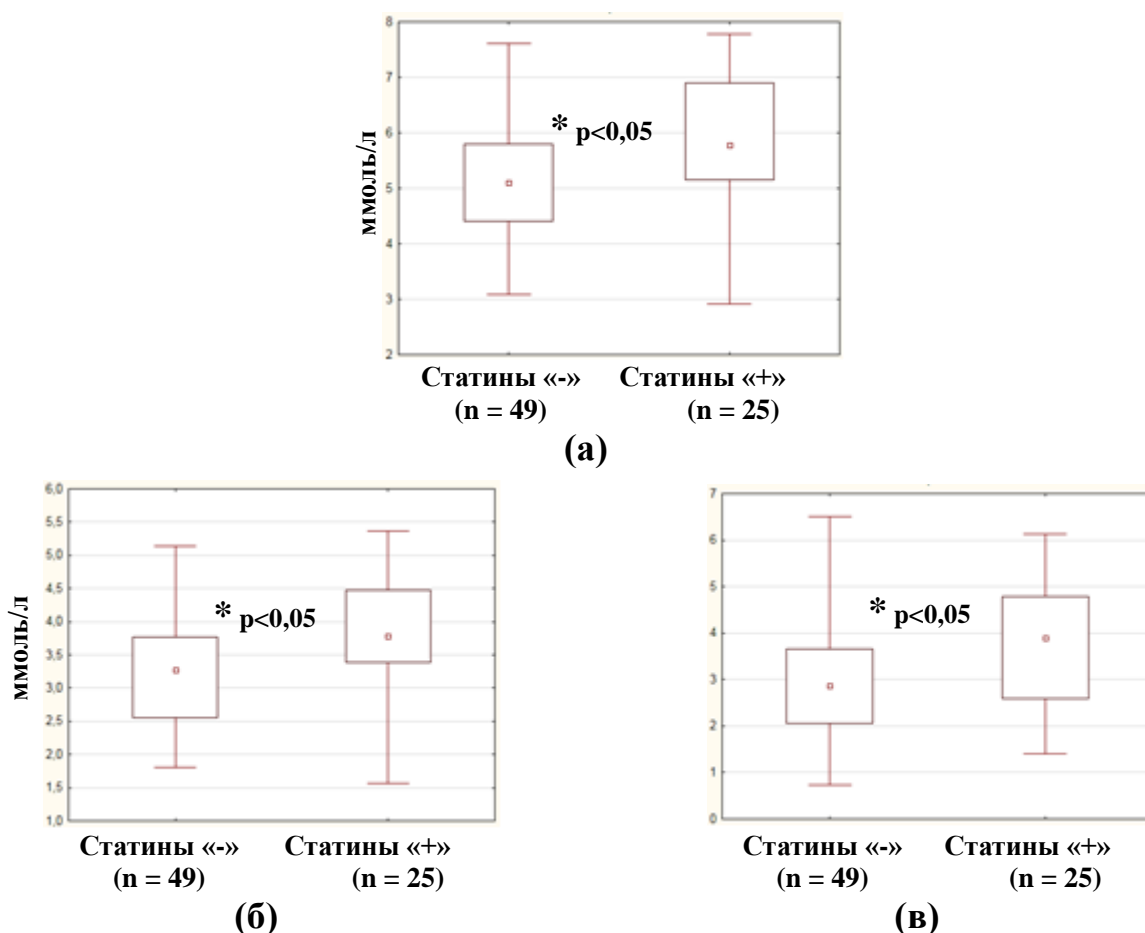 8
7
6
5
4
3
2
ммоль/л
* p<0,05
Статины «-» Статины «+»
(n = 49) (n = 25)
(а)
6,0
5,5
5,0
4,5
4,0
3,5
3,0
2,5
2,0
1,5
1,0
ммоль/л
* p<0,05
Статины «-» Статины «+»
(n = 49) (n = 25)
(б)
7
6
5
4
3
2
1
0
* p<0,05
Статины «-» Статины «+»
(n = 49) (n = 25)
(в)